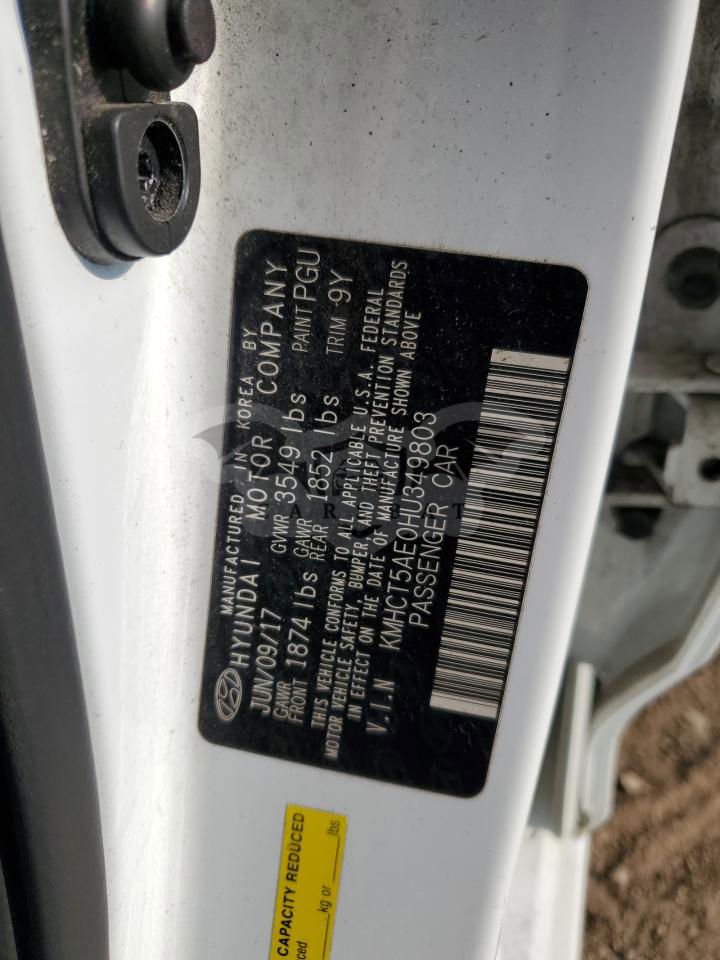 MANUFACTURED IN KOREA BY
HYUNDAI MOTOR COMPANY
JUN/09/17 GVWR 3549 lbs PAINT PGU
GAWR FRONT 1874 lbs GAWR REAR 1852 lbs TRIM 9Y
THIS VEHICLE CONFORMS TO ALL APPLICABLE U.S.A. FEDERAL
MOTOR VEHICLE SAFETY, BUMPER AND THEFT PREVENTION STANDARDS
IN EFFECT ON THE DATE OF MANUFACTURE SHOWN ABOVE
V.I.N KMHCT5AE0HU349803
PASSENGER CAR
CAPACITY REDUCED
kg or lbs